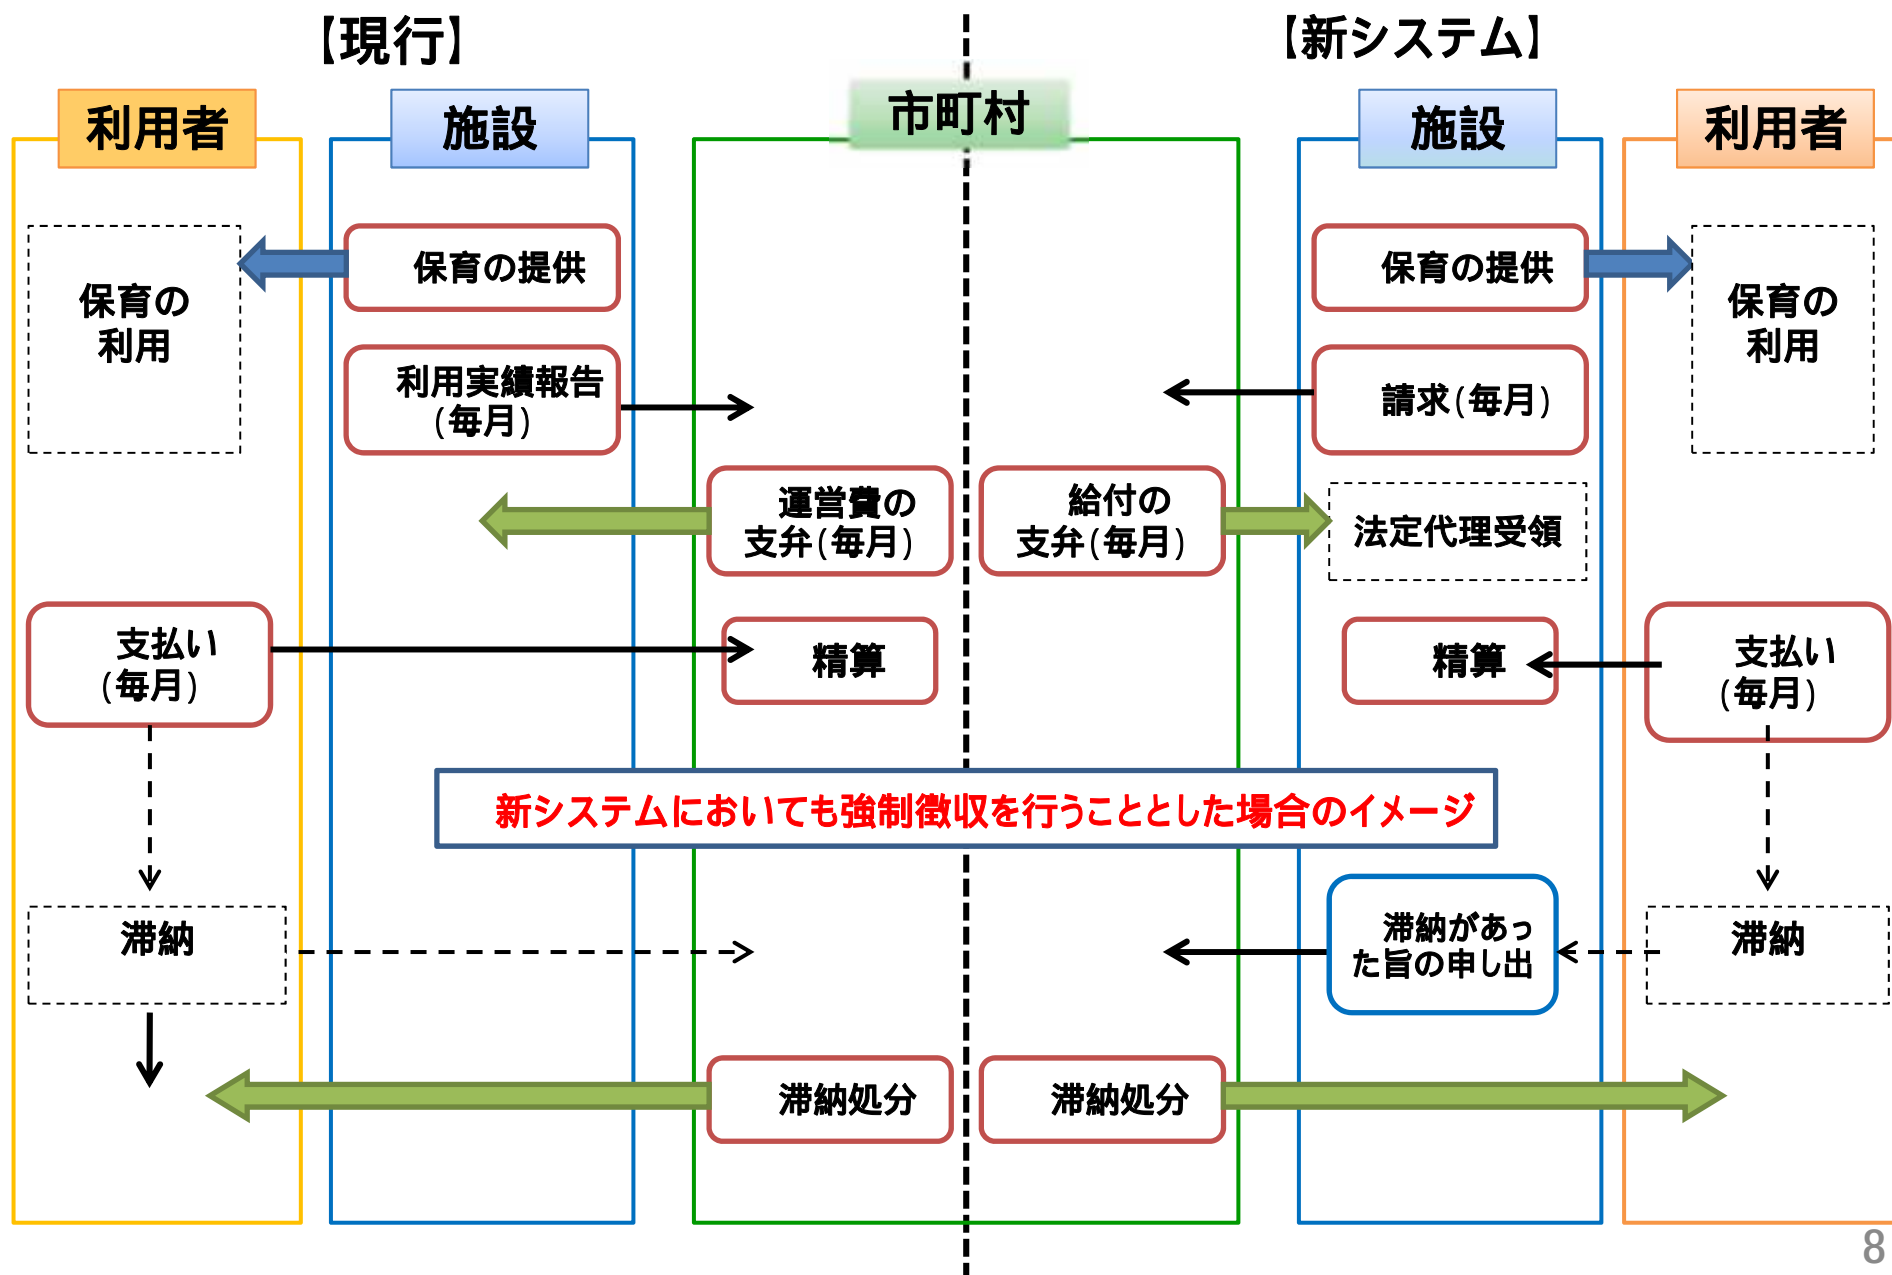 【現行】
【新システム】
利用者
施設
市町村
施設
利用者
保育の
利用
保育の提供
利用実績報告
(毎月)
運営費の
支弁(毎月)
支払い
(毎月)
精算
滞納
滞納処分
保育の提供
保育の
利用
請求(毎月)
給付の
支弁(毎月)
法定代理受領
精算
支払い
(毎月)
新システムにおいても強制徴収を行うこととした場合のイメージ
滞納があっ
た旨の申し出
滞納
滞納処分
8